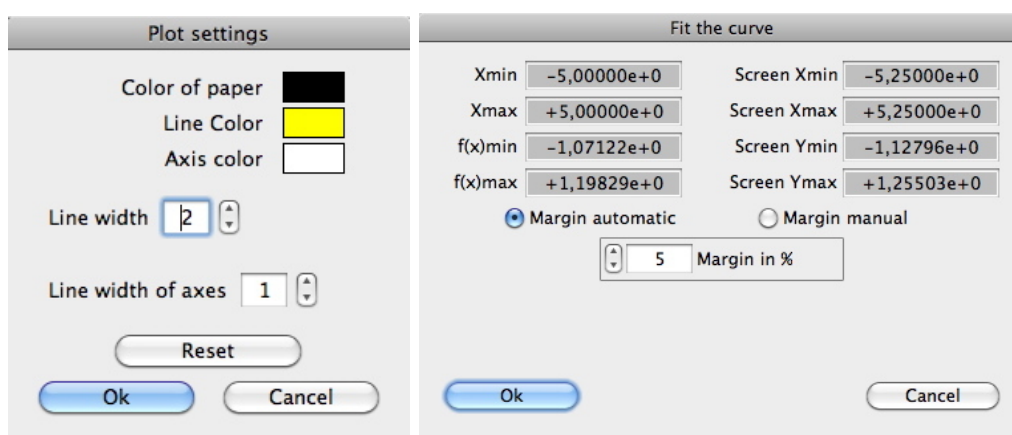 Plot settings
Color of paper
Line Color
Axis color
Line width 2
Line width of axes 1
Reset
Ok Cancel
Fit the curve
Xmin -5,00000e+0 Screen Xmin -5,25000e+0
Xmax +5,00000e+0 Screen Xmax +5,25000e+0
f(x)min -1,07122e+0 Screen Ymin -1,12796e+0
f(x)max +1,19829e+0 Screen Ymax +1,25503e+0
Margin automatic Margin manual
5 Margin in %
Ok Cancel